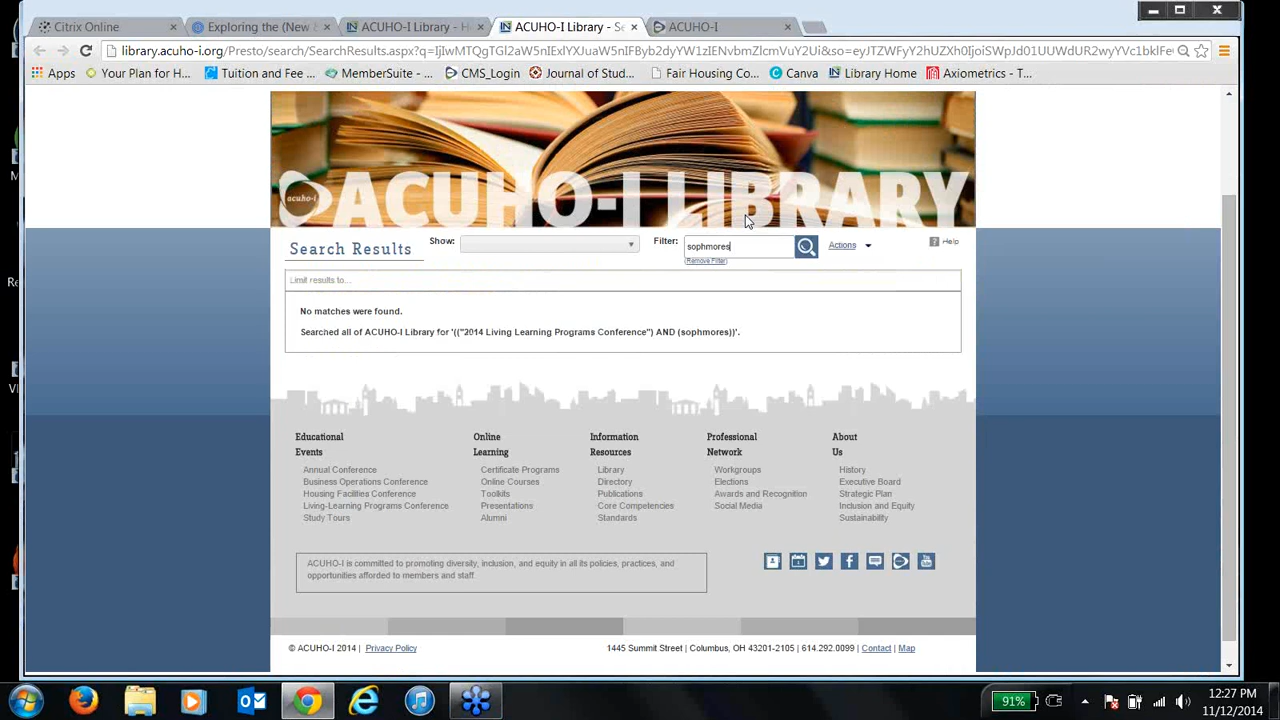 Citrix Online
Exploring the (New
ACUHO-I Library - H
ACUHO-I Library - Se
ACUHO-I
library.acuho-i.org/Presto/search/SearchResults.aspx?q=
Apps
Your Plan for H...
Tuition and Fee ...
MemberSuite - ...
CMS_Login
Journal of Stud...
Fair Housing Co...
Canva
Library Home
Axiometrics - T...
acuho-i
ACUHO-I LIBRARY
Search Results
Show:
Filter:
sophmores
Remove Filter
Actions
Help
Limit results to...
No matches were found.
Searched all of ACUHO-I Library for '(("2014 Living Learning Programs Conference") AND (sophmores))'.
Educational
Events
Annual Conference
Business Operations Conference
Housing Facilities Conference
Living-Learning Programs Conference
Study Tours
Online
Learning
Certificate Programs
Online Courses
Toolkits
Presentations
Alumni
Information
Resources
Library
Directory
Publications
Core Competencies
Standards
Professional
Network
Workgroups
Elections
Awards and Recognition
Social Media
About
Us
History
Executive Board
Strategic Plan
Inclusion and Equity
Sustainability
ACUHO-I is committed to promoting diversity, inclusion, and equity in all its policies, practices, and
opportunities afforded to members and staff
© ACUHO-I 2014 | Privacy Policy
1445 Summit Street | Columbus, OH 43201-2105 | 614.292.0099 | Contact | Map
91%
12:27 PM
11/12/2014